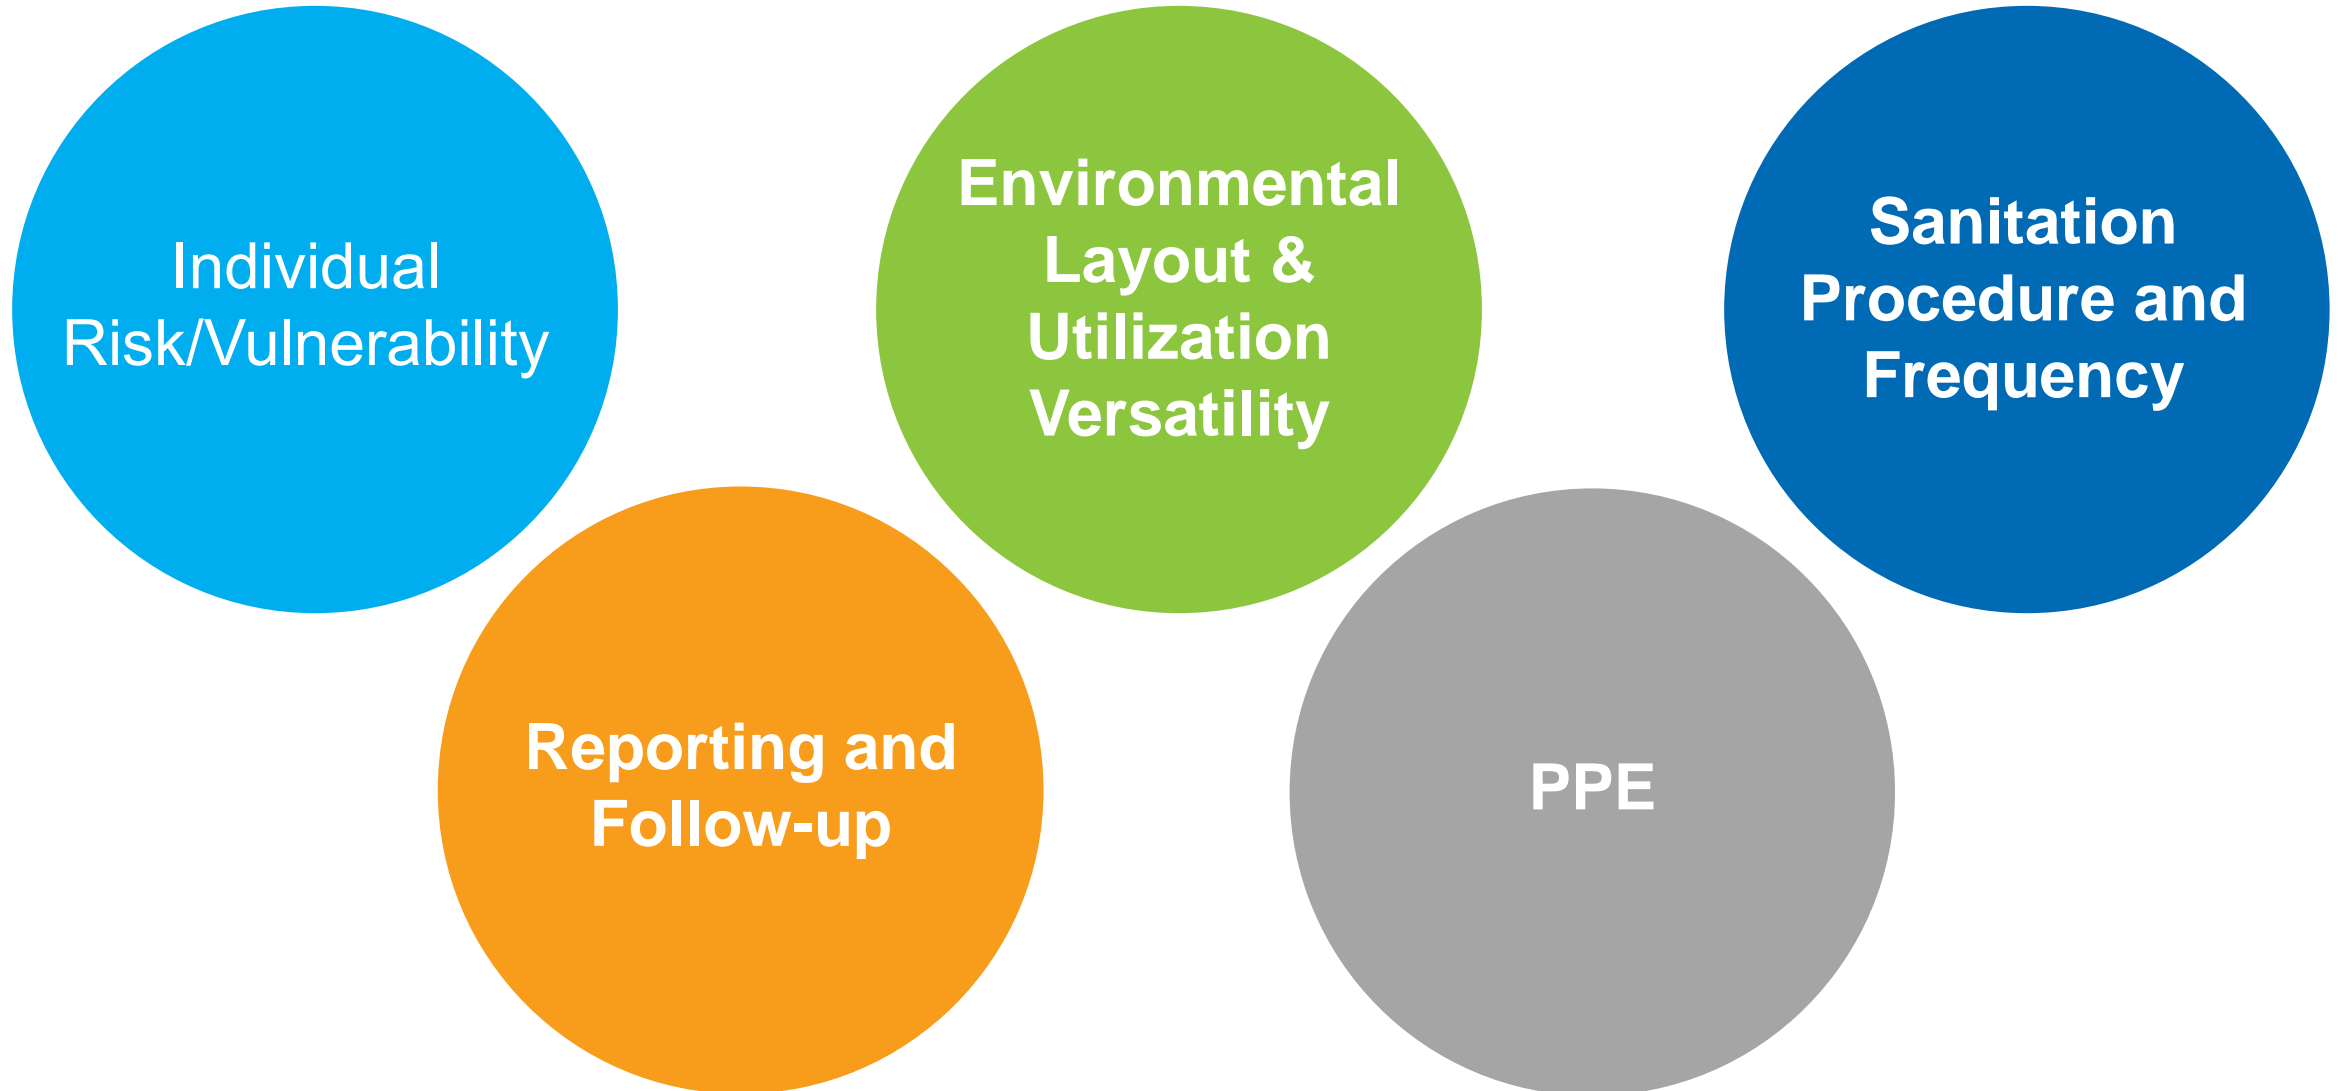 Individual
Risk/Vulnerability
Environmental
Layout &
Utilization
Versatility
Sanitation
Procedure and
Frequency
Reporting and
Follow-up
PPE